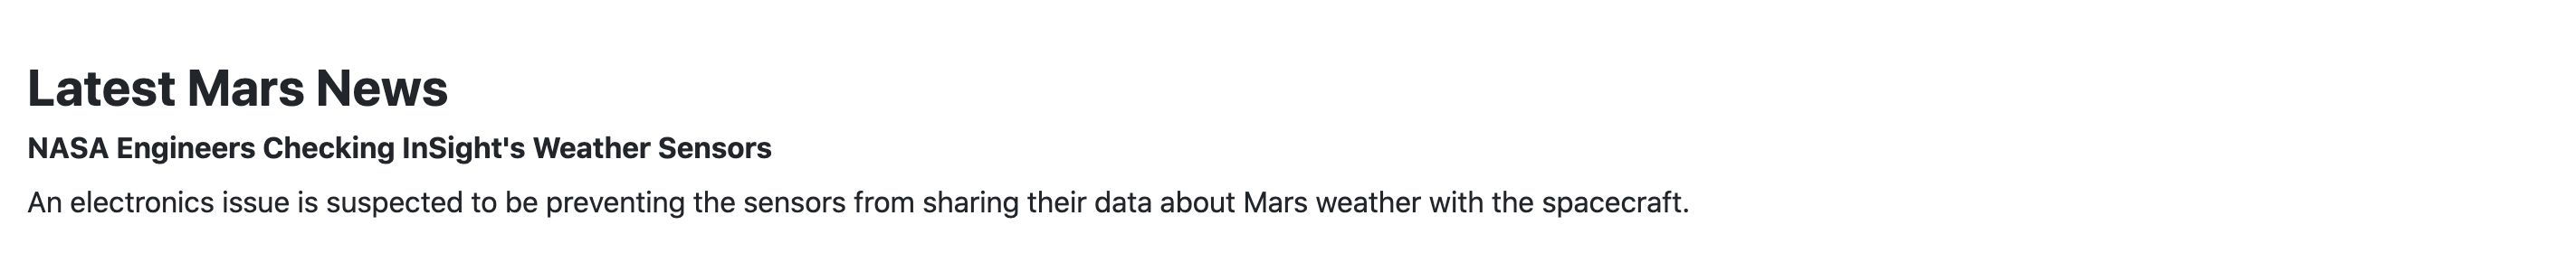 Latest Mars News
NASA Engineers Checking InSight's Weather Sensors
An electronics issue is suspected to be preventing the sensors from sharing their data about Mars weather with the spacecraft.